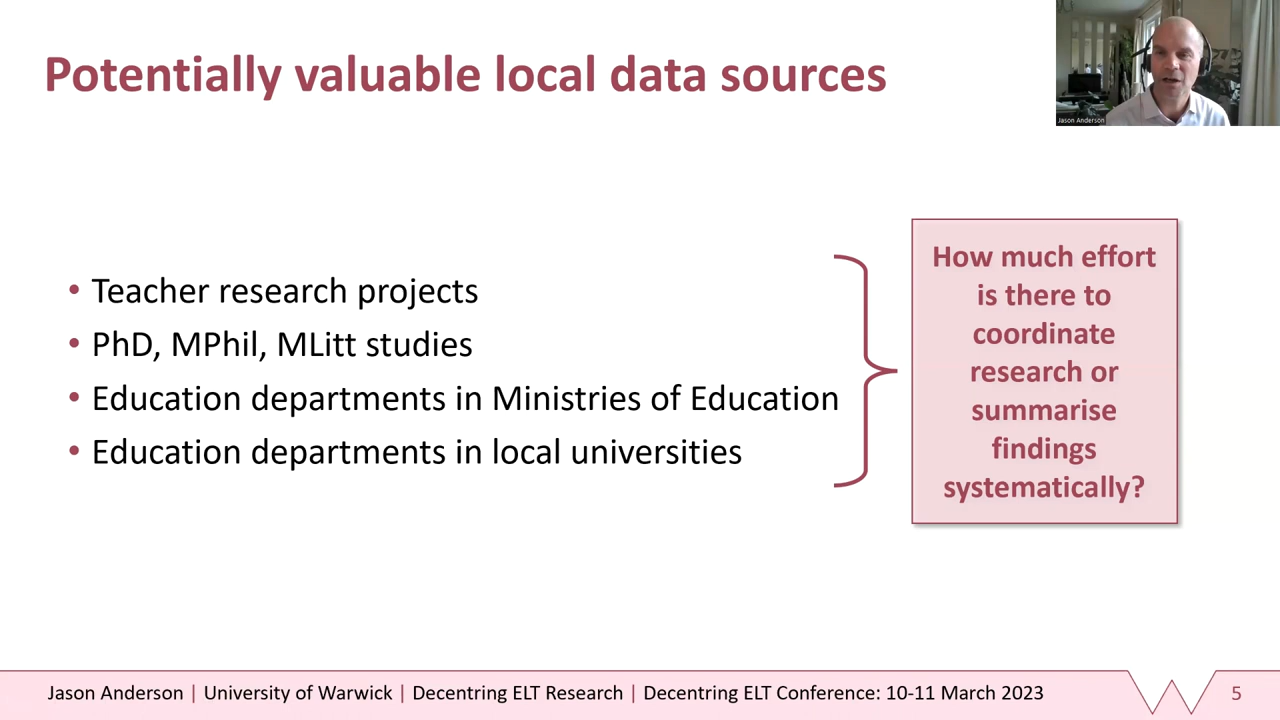 Potentially valuable local data sources
Jason Anderson
• Teacher research projects
• PhD, MPhil, MLitt studies
• Education departments in Ministries of Education
• Education departments in local universities
How much effort
is there to
coordinate
research or
summarise
findings
systematically?
Jason Anderson | University of Warwick | Decentring ELT Research | Decentring ELT Conference: 10-11 March 2023
5